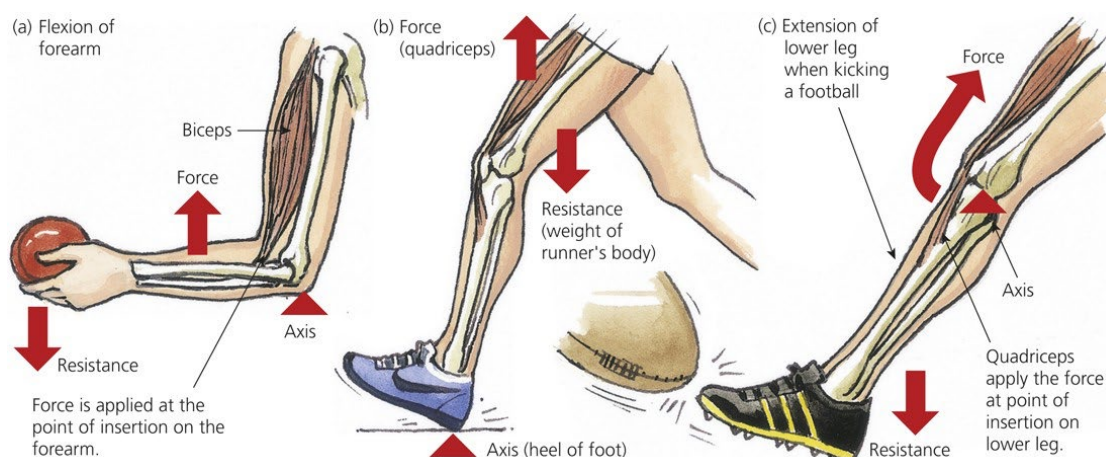 (a) Flexion of
forearm
Biceps
Force
Resistance
Axis
Force is applied at the
point of insertion on the
forearm.
(b) Force
(quadriceps)
Resistance
(weight of
runner's body)
Axis (heel of foot)
(c) Extension of
lower leg
when kicking
a football
Force
Axis
Quadriceps
apply the force
at point of
insertion on
lower leg.
Resistance